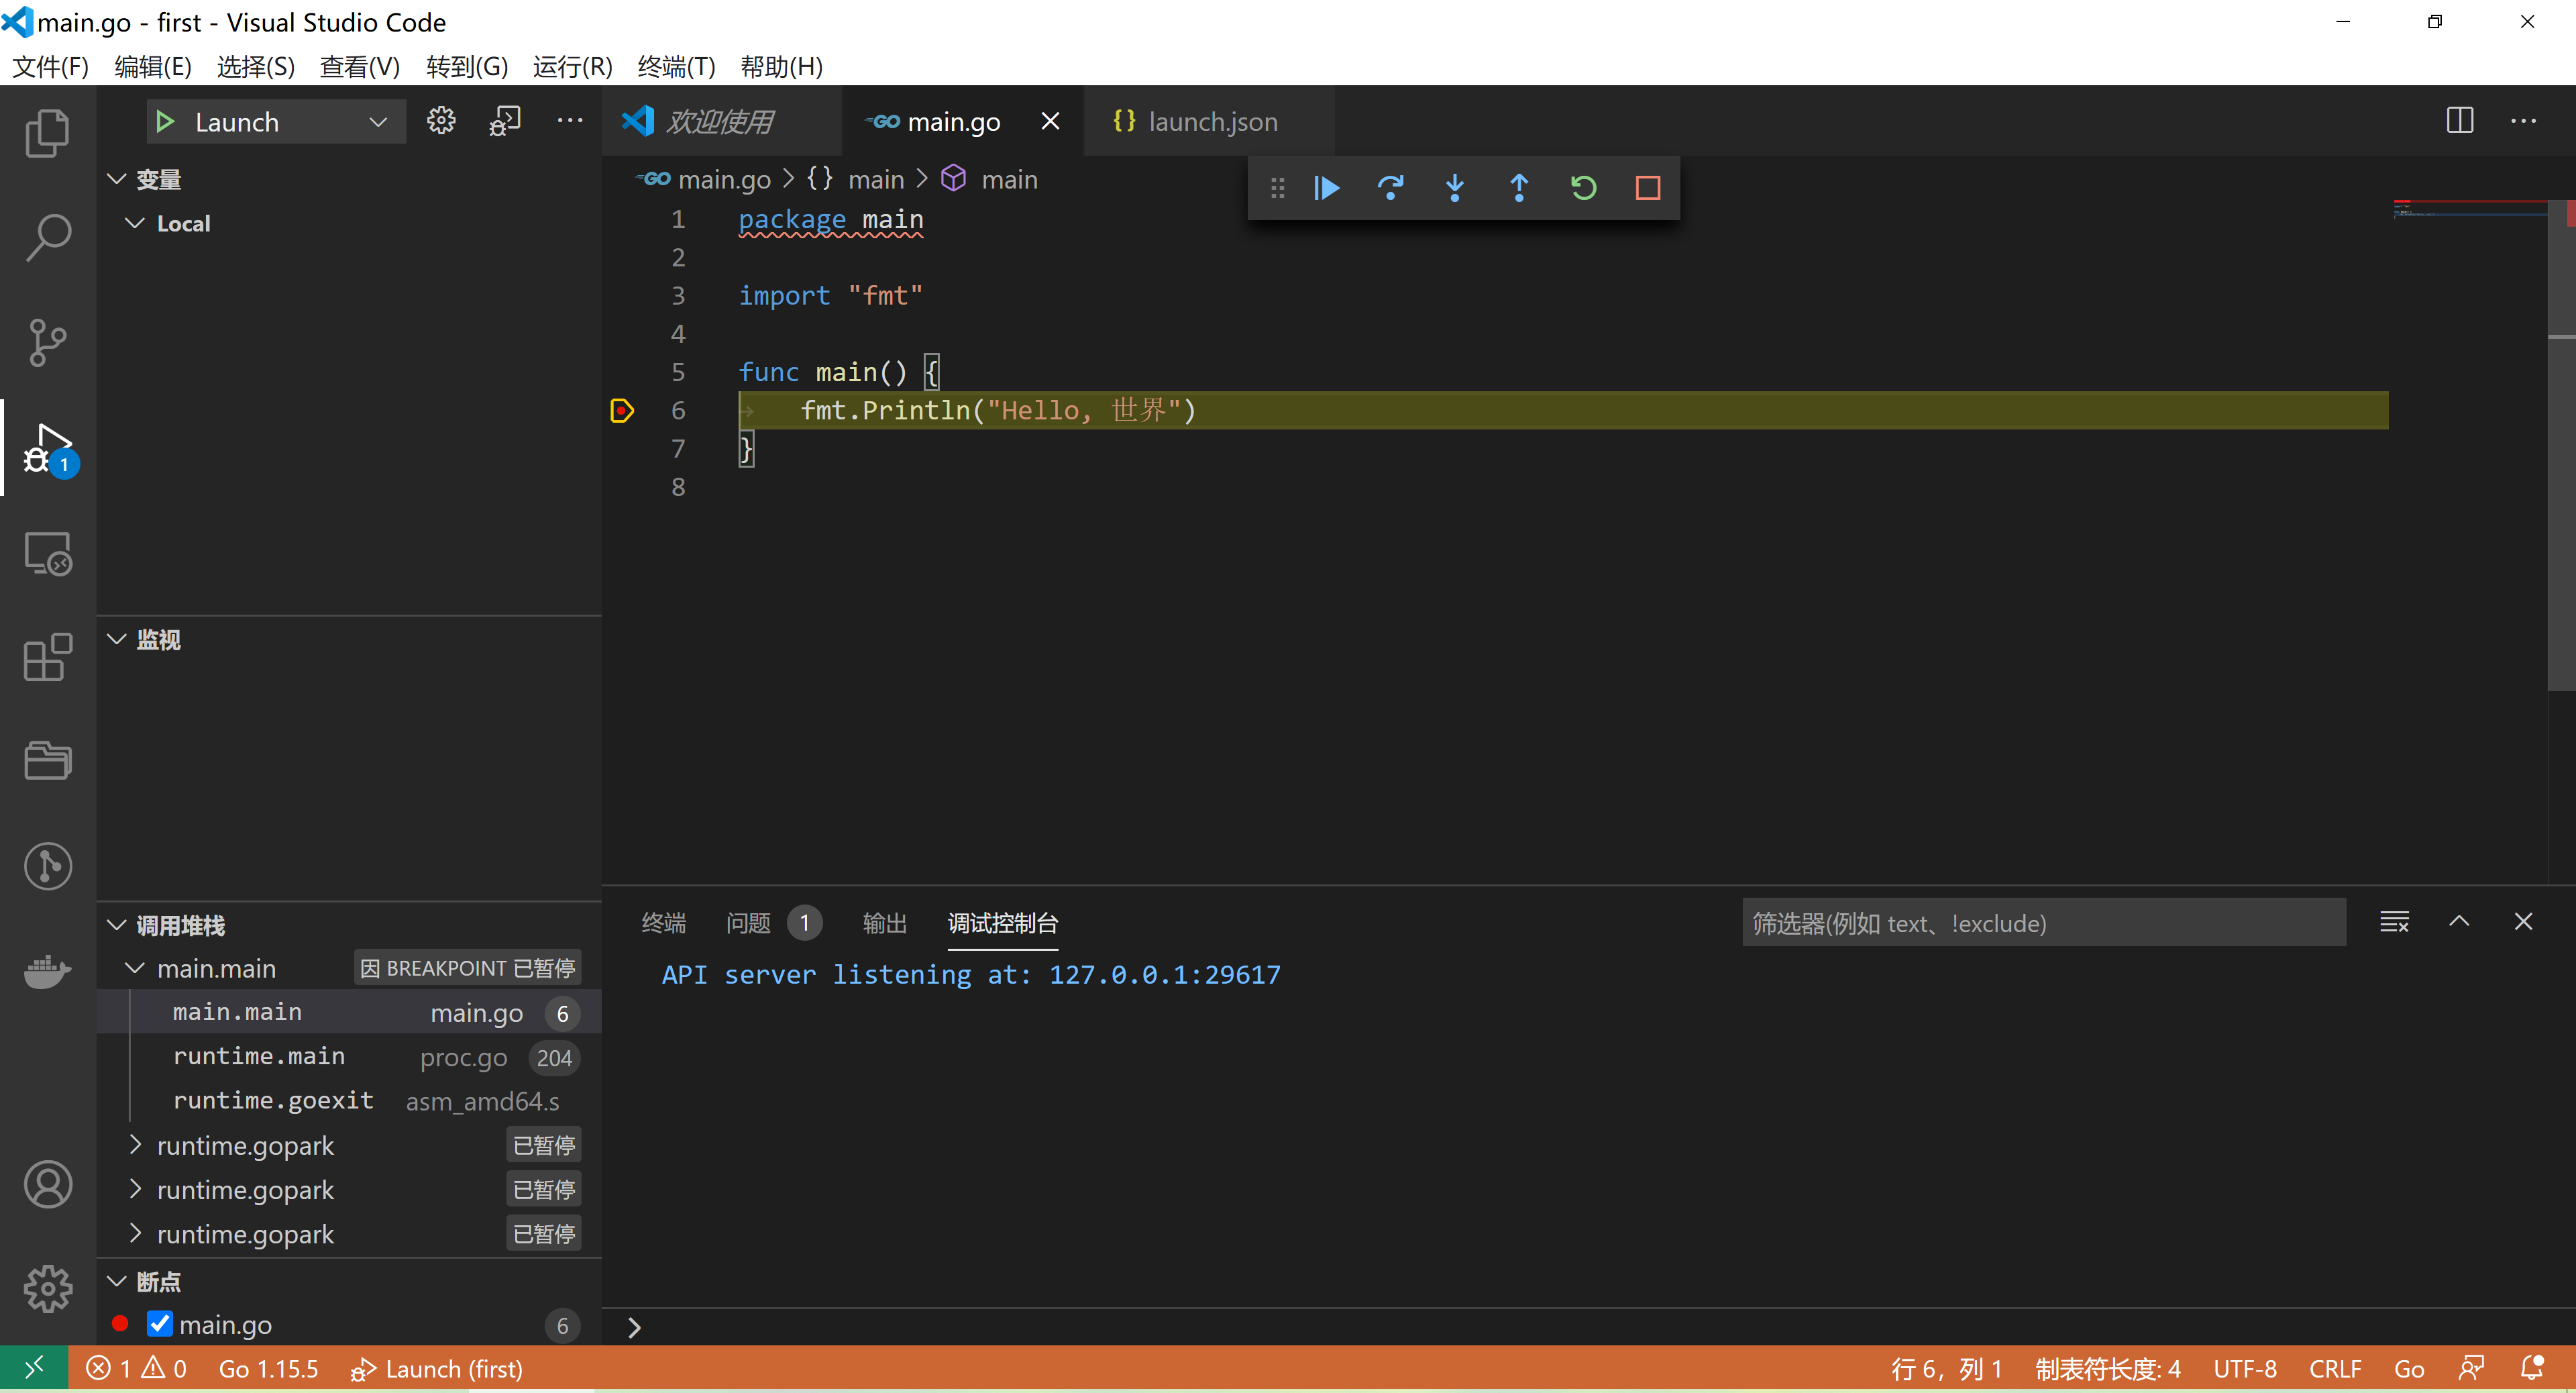 main.go - first - Visual Studio Code
文件(F) 编辑(E) 选择(S) 查看(V) 转到(G) 运行(R) 终端(T) 帮助(H)
Launch
变量
Local
监视
调用堆栈
main.main 因 BREAKPOINT 已暂停
main.main main.go 6
runtime.main proc.go 204
runtime.goexit asm_amd64.s
runtime.gopark 已暂停
runtime.gopark 已暂停
runtime.gopark 已暂停
断点
main.go 6
1
欢迎使用 GO main.go {} launch.json
GO main.go > {} main > main
1 package main
2
3 import "fmt"
4
5 func main() {
6 fmt.Println("Hello, 世界")
7 }
8
终端 问题 1 输出 调试控制台 筛选器(例如 text、!exclude)
API server listening at: 127.0.0.1:29617
1 0 Go 1.15.5 Launch (first) 行 6，列 1 制表符长度: 4 UTF-8 CRLF Go